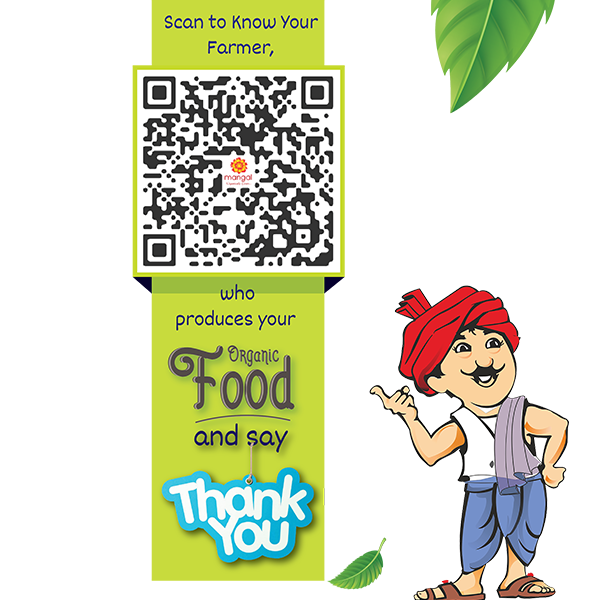 Scan to Know Your
Farmer,
mangal
who
produces your
Organic
Food
and say
Thank
You